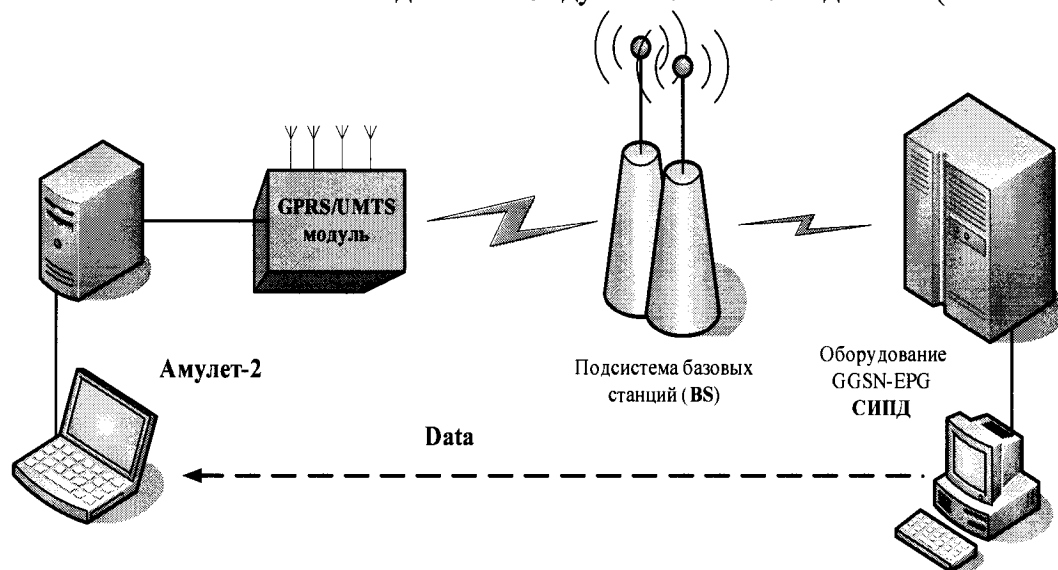 GPRS/UMTS
модуль
Амулет-2
Подсистема базовых
станций (BS)
Оборудование
GGSN-EPG
СИПД
Data